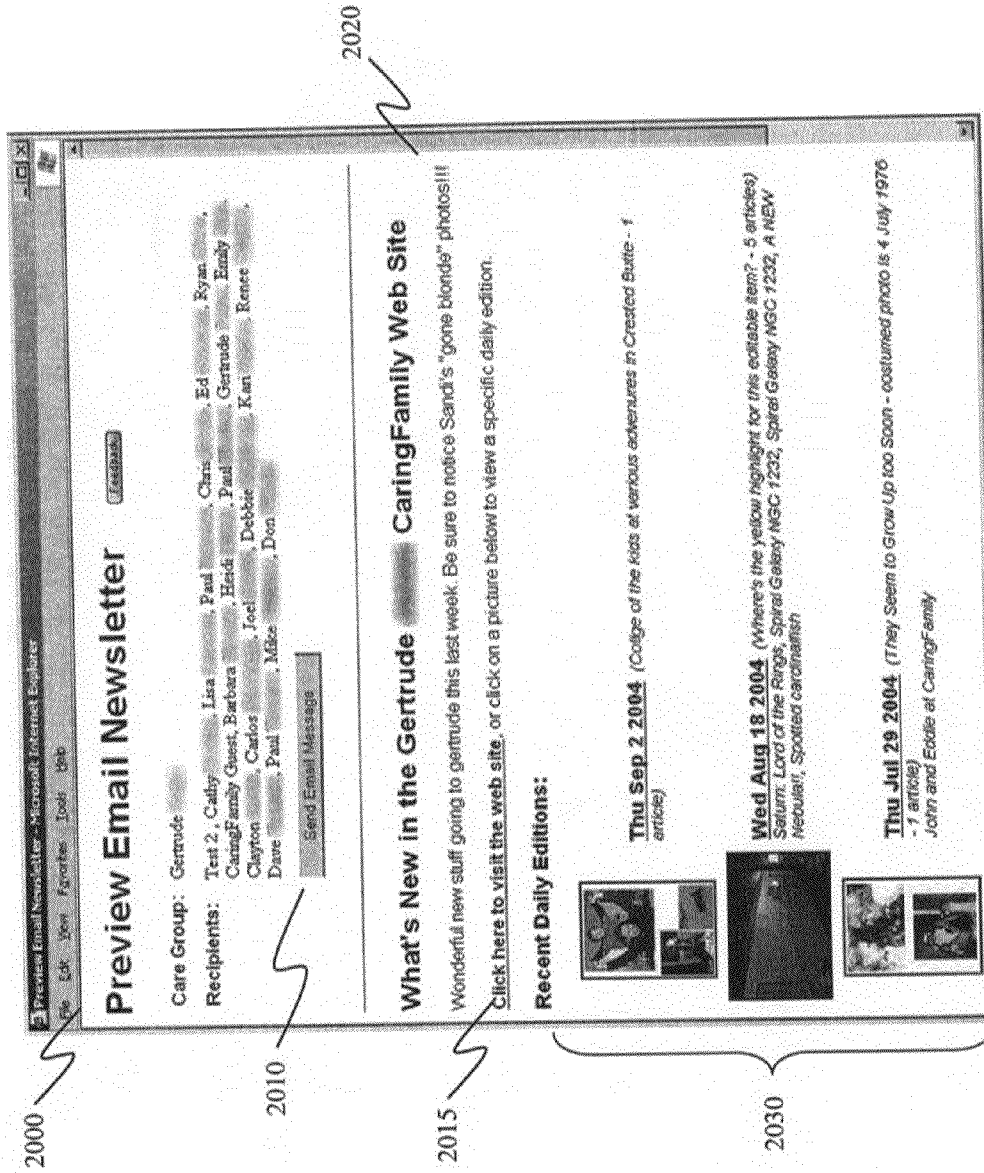 2000
Preview Email Newsletter - Microsoft Internet Explorer
File Edit View Favorites Tools Help
Preview Email Newsletter
Feedback
Care Group: Gertrude
Recipients: Test 2 , Cathy , Lisa , Paul , Chris , Ed , Ryan ,
CaringFamily Guest, Barbara , Heidi , Paul , Gertrude , Emily ,
Clayton , Carlos , Joel , Debbie , Kari , Renee ,
Dave , Paul , Mike , Don
2010
Send Email Message
2020
What's New in the Gertrude CaringFamily Web Site
Wonderful new stuff going to gertrude this last week. Be sure to notice Sandi's "gone blonde" photos!!!
2015
Click here to visit the web site, or click on a picture below to view a specific daily edition.
Recent Daily Editions:
2030
Thu Sep 2 2004 (Collge of the kids at verious advenures in Crested Butte - 1
article)
Wed Aug 18 2004 (Where's the yellow highlight for this editable item? - 5 articles)
Saturn: Lord of the Rings, Spiral Galaxy NGC 1232, Spiral Galaxy NGC 1232, A NEW
Nebula!!, Spotted cardinalfish
Thu Jul 29 2004 (They Seem to Grow Up too Soon - costumed photo is 4 July 1976
- 1 article)
John and Eddie at CaringFamily